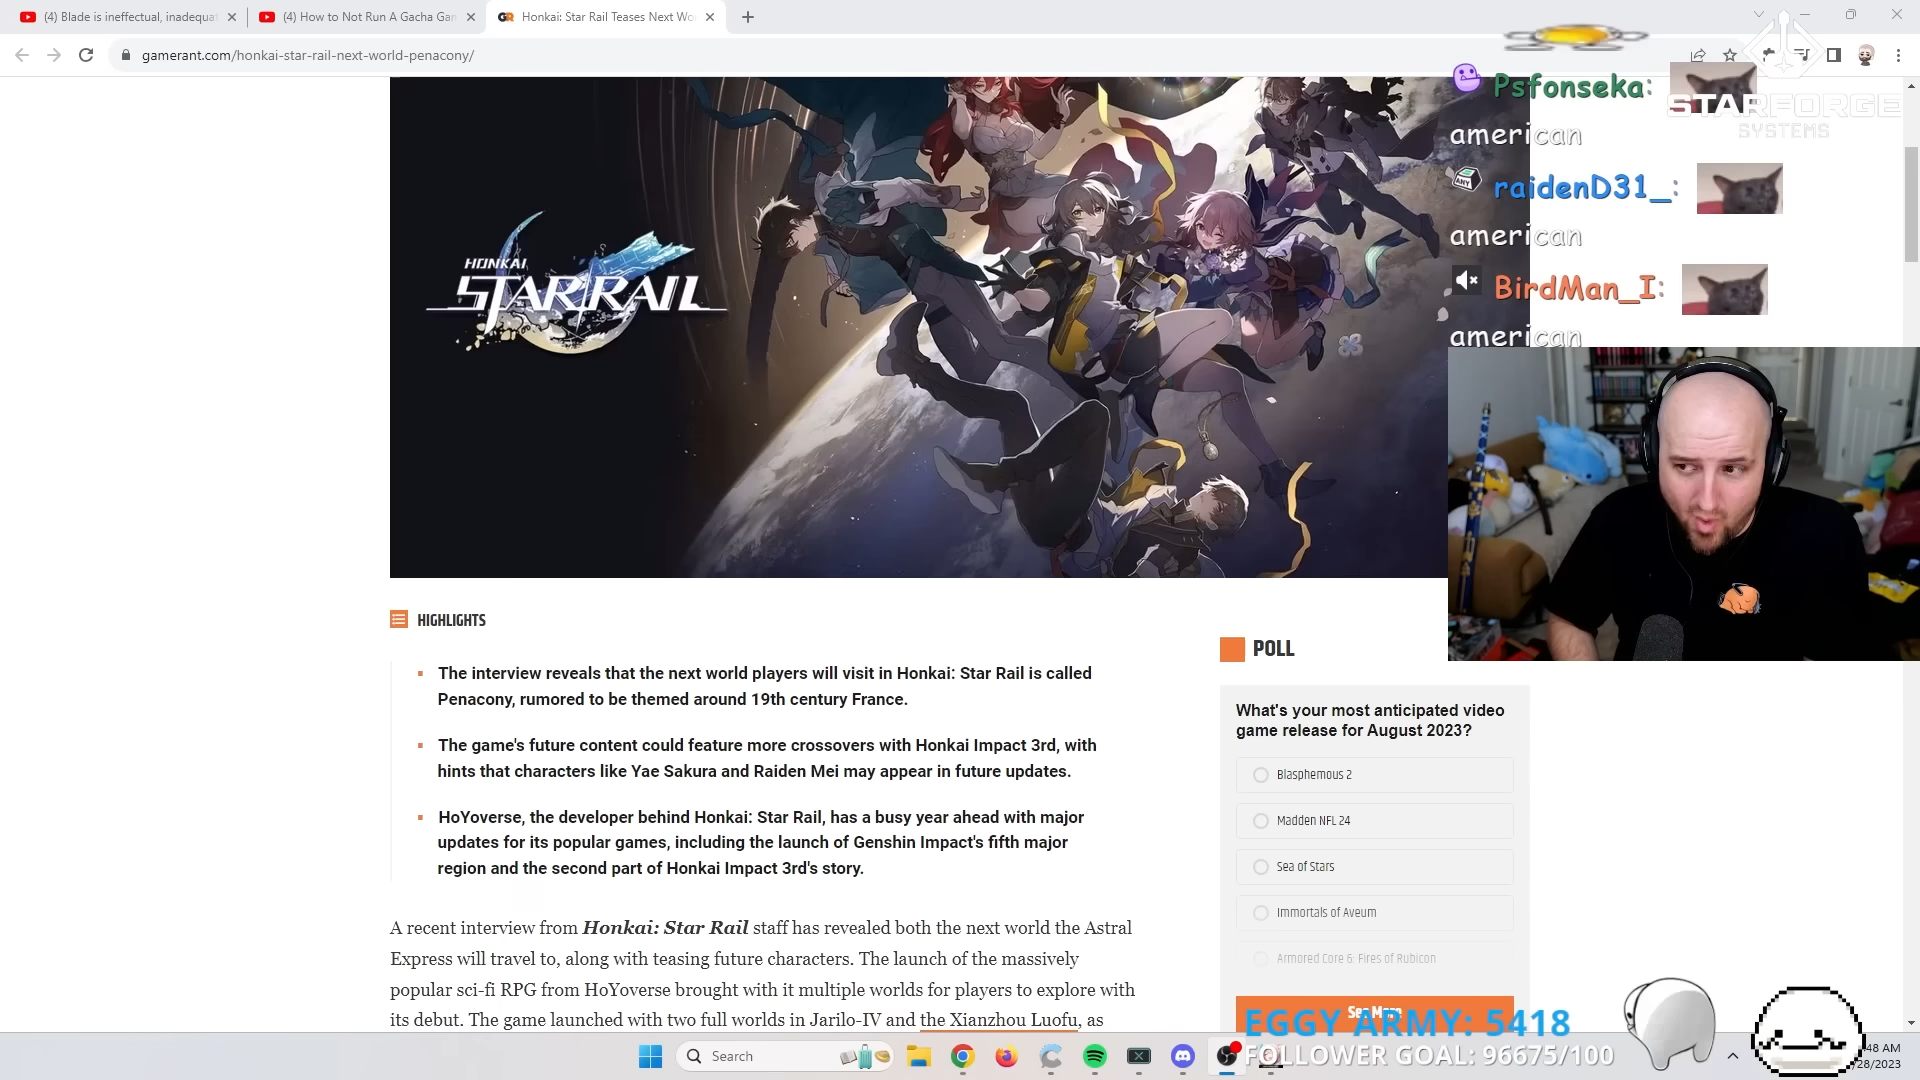 (4) Blade is ineffectual, inadequa
(4) How to Not Run A Gacha Gam
Honkai: Star Rail Teases Next Wo
gamerant.com/honkai-star-rail-next-world-penacony/
Psfonseka:
american
raidenD31_:
american
BirdMan_I:
american
STARFORGE
SYSTEMS
HONKAI
STAR RAIL
HIGHLIGHTS
The interview reveals that the next world players will visit in Honkai: Star Rail is called
Penacony, rumored to be themed around 19th century France.
The game's future content could feature more crossovers with Honkai Impact 3rd, with
hints that characters like Yae Sakura and Raiden Mei may appear in future updates.
HoYoverse, the developer behind Honkai: Star Rail, has a busy year ahead with major
updates for its popular games, including the launch of Genshin Impact's fifth major
region and the second part of Honkai Impact 3rd's story.
A recent interview from Honkai: Star Rail staff has revealed both the next world the Astral
Express will travel to, along with teasing future characters. The launch of the massively
popular sci-fi RPG from HoYoverse brought with it multiple worlds for players to explore with
its debut. The game launched with two full worlds in Jarilo-IV and the Xianzhou Luofu, as
POLL
What's your most anticipated video
game release for August 2023?
Blasphemous 2
Madden NFL 24
Sea of Stars
Immortals of Aveum
Armored Core 6: Fires of Rubicon
See More
EGGY ARMY: 5418
FOLLOWER GOAL: 96675/100
Search
48 AM
/28/2023